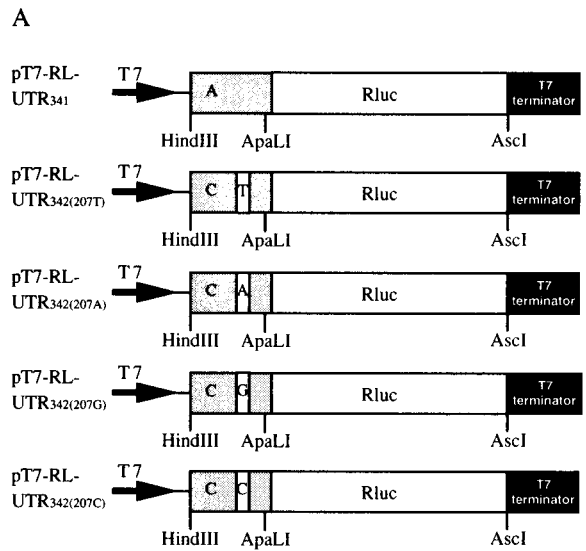 A
pT7-RL-UTR341 T7 A Rluc T7 terminator
HindIII ApaLI AscI
pT7-RL-UTR342(207T) T7 C T Rluc T7 terminator
HindIII ApaLI AscI
pT7-RL-UTR342(207A) T7 C A Rluc T7 terminator
HindIII ApaLI AscI
pT7-RL-UTR342(207G) T7 C G Rluc T7 terminator
HindIII ApaLI AscI
pT7-RL-UTR342(207C) T7 C C Rluc T7 terminator
HindIII ApaLI AscI